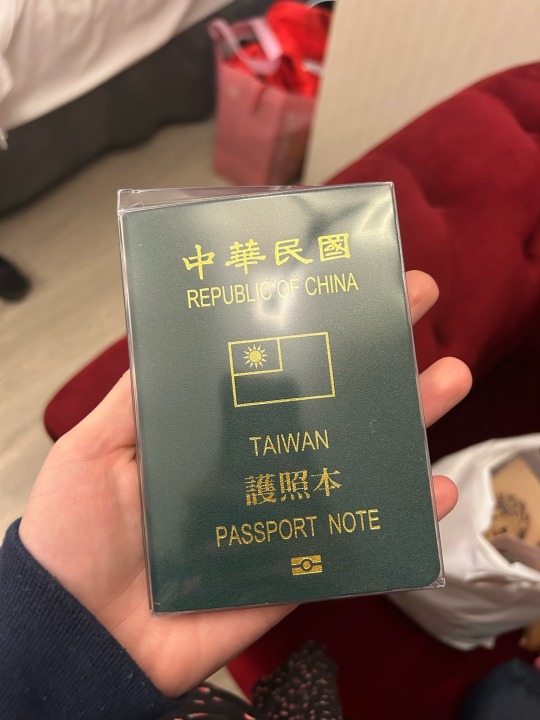 中華民國
REPUBLIC OF CHINA
TAIWAN
護照本
PASSPORT NOTE